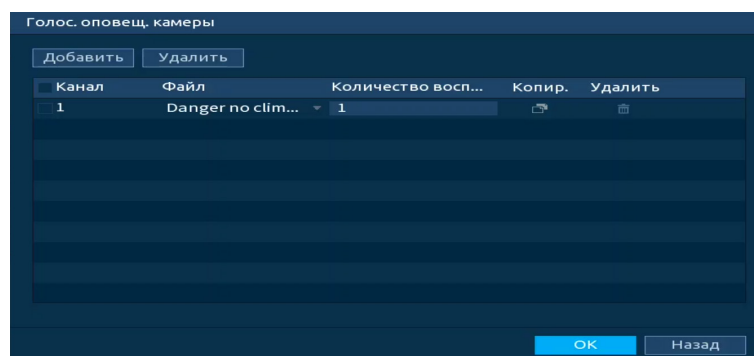 Голос. оповещ. камеры
Добавить Удалить
Канал Файл Количество восп... Копир. Удалить
1 Danger no clim... 1
OK Назад